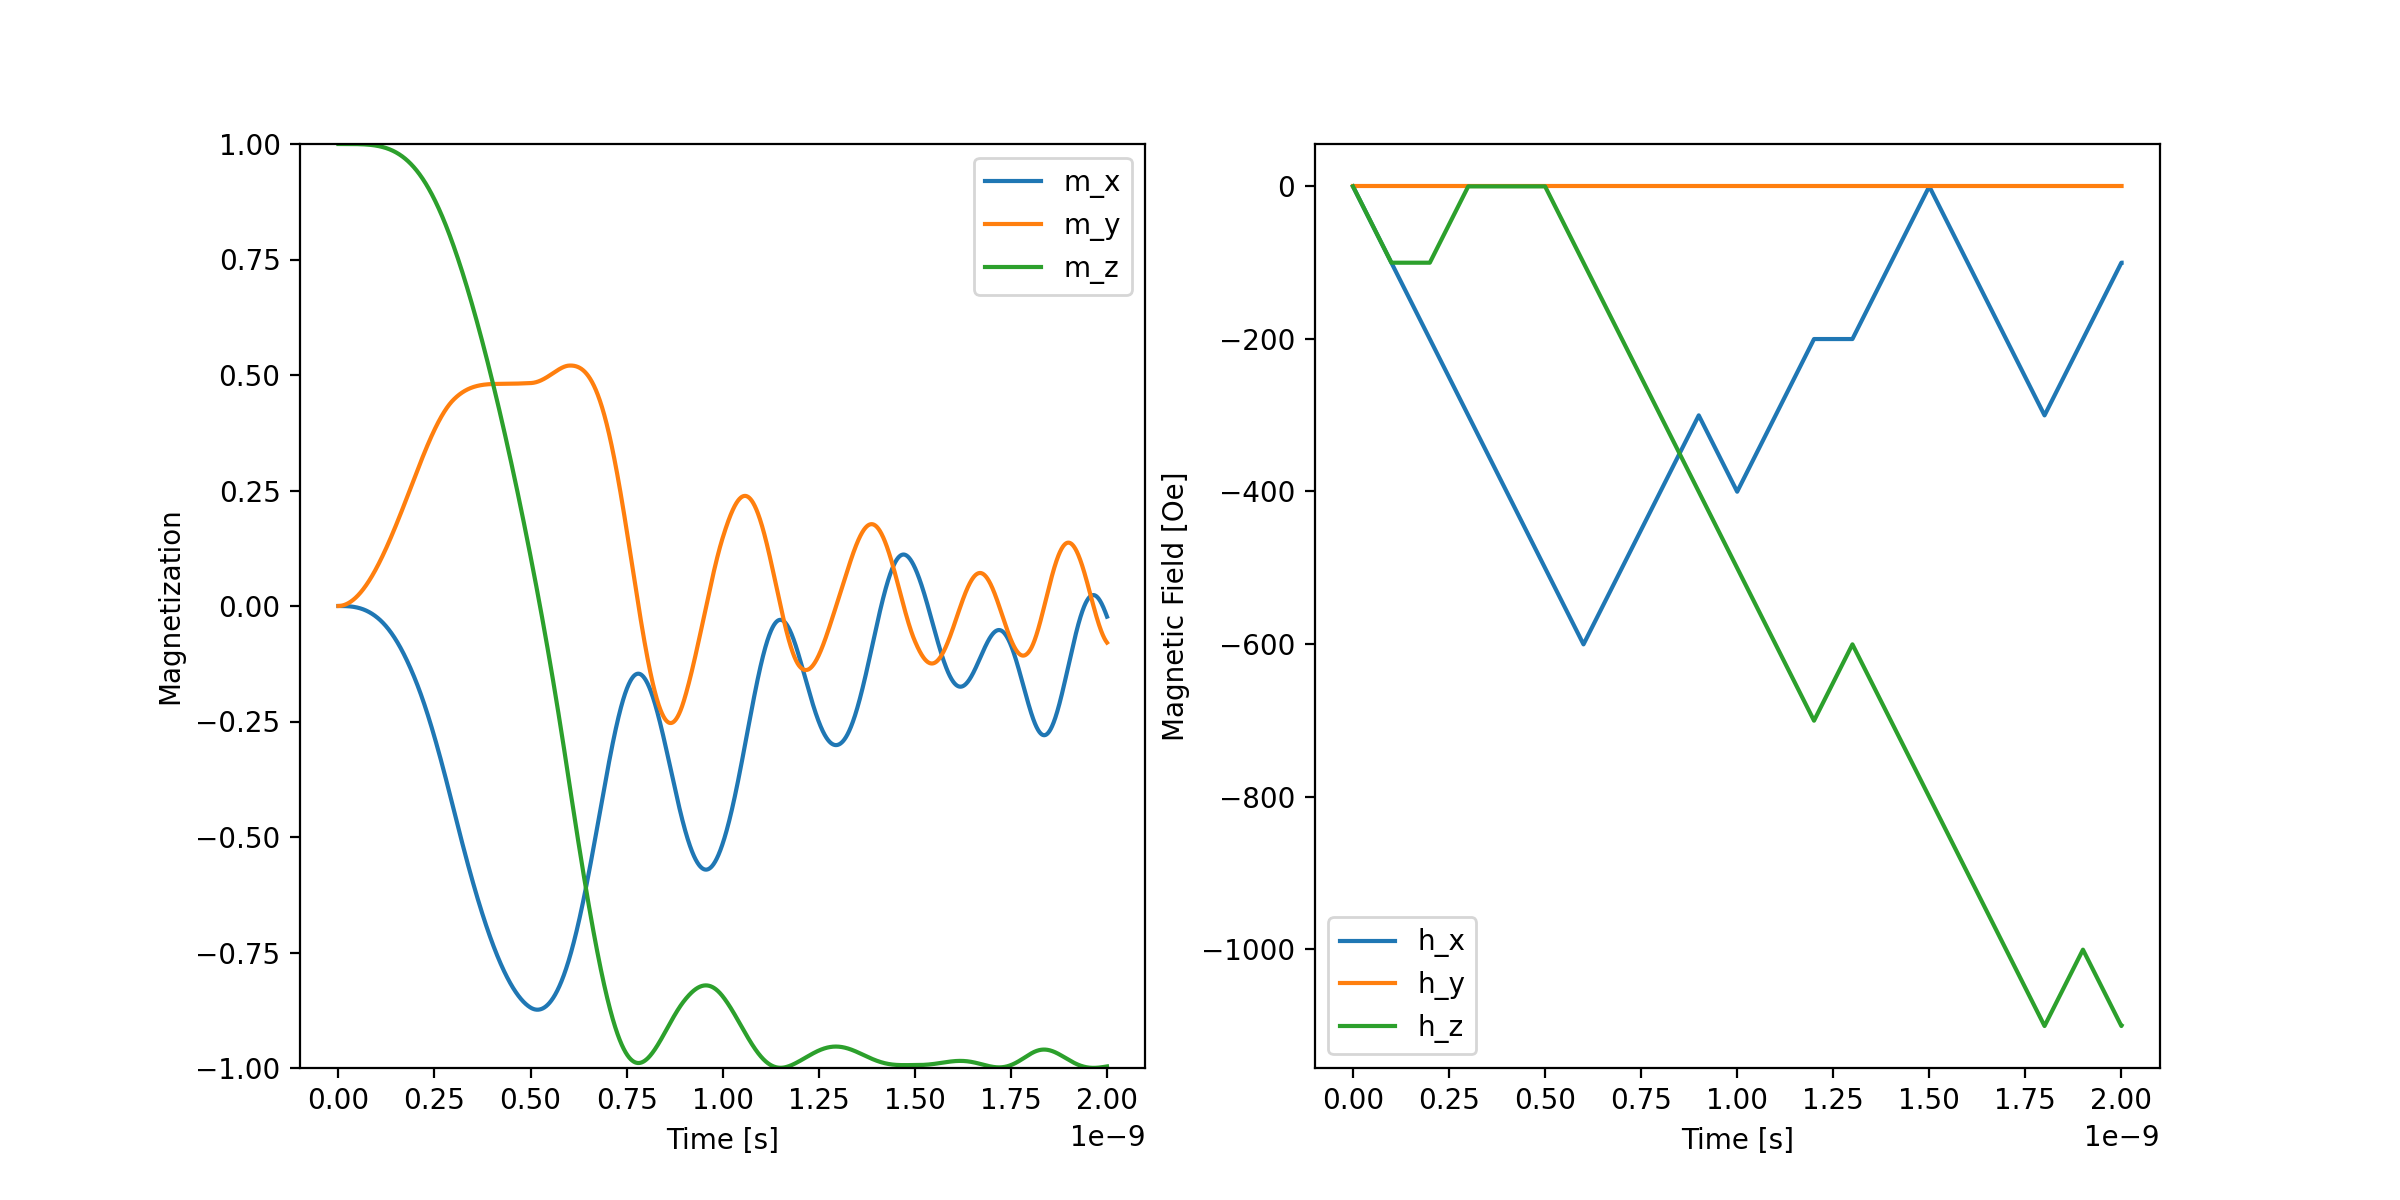 Magnetization
1.00
0.75
0.50
0.25
0.00
−0.25
−0.50
−0.75
−1.00
m_x
m_y
m_z
0.00 0.25 0.50 0.75 1.00 1.25 1.50 1.75 2.00
Time [s]
1e−9
Magnetic Field [Oe]
0
−200
−400
−600
−800
−1000
h_x
h_y
h_z
0.00 0.25 0.50 0.75 1.00 1.25 1.50 1.75 2.00
Time [s]
1e−9